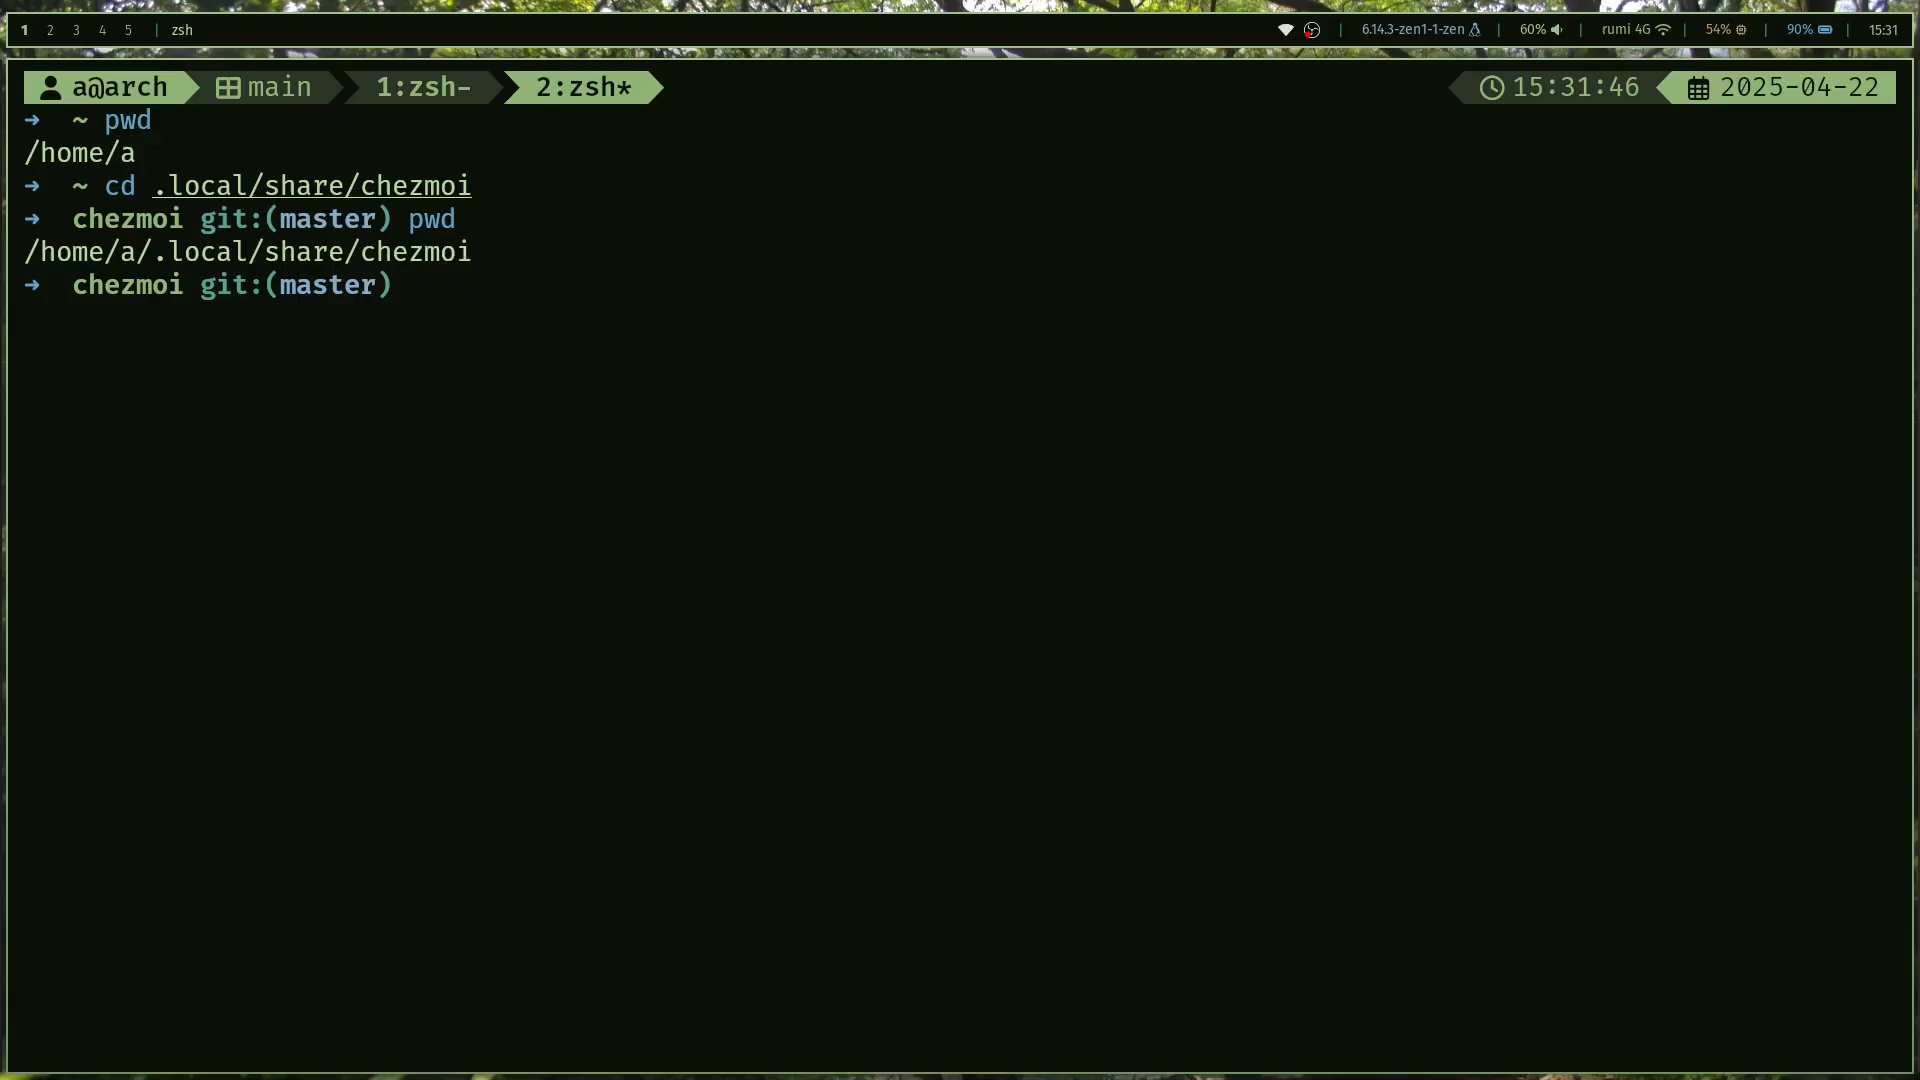 1 2 3 4 5 | zsh | 6.14.3-zen1-1-zen | 60% | rumi 4G | 54% | 90% | 15:31
a@arch main 1:zsh- 2:zsh* 15:31:46 2025-04-22
➜ ~ pwd
/home/a
➜ ~ cd .local/share/chezmoi
➜ chezmoi git:(master) pwd
/home/a/.local/share/chezmoi
➜ chezmoi git:(master)